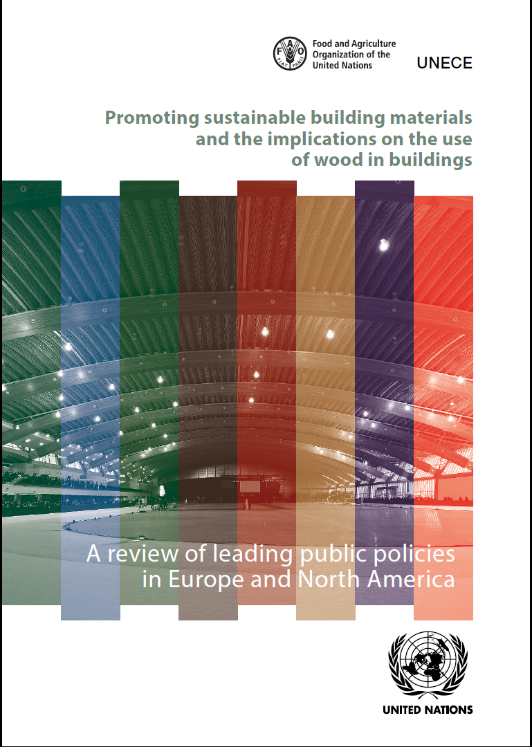 Food and Agriculture
Organization of the
United Nations
UNECE
Promoting sustainable building materials
and the implications on the use
of wood in buildings
A review of leading public policies
in Europe and North America
UNITED NATIONS